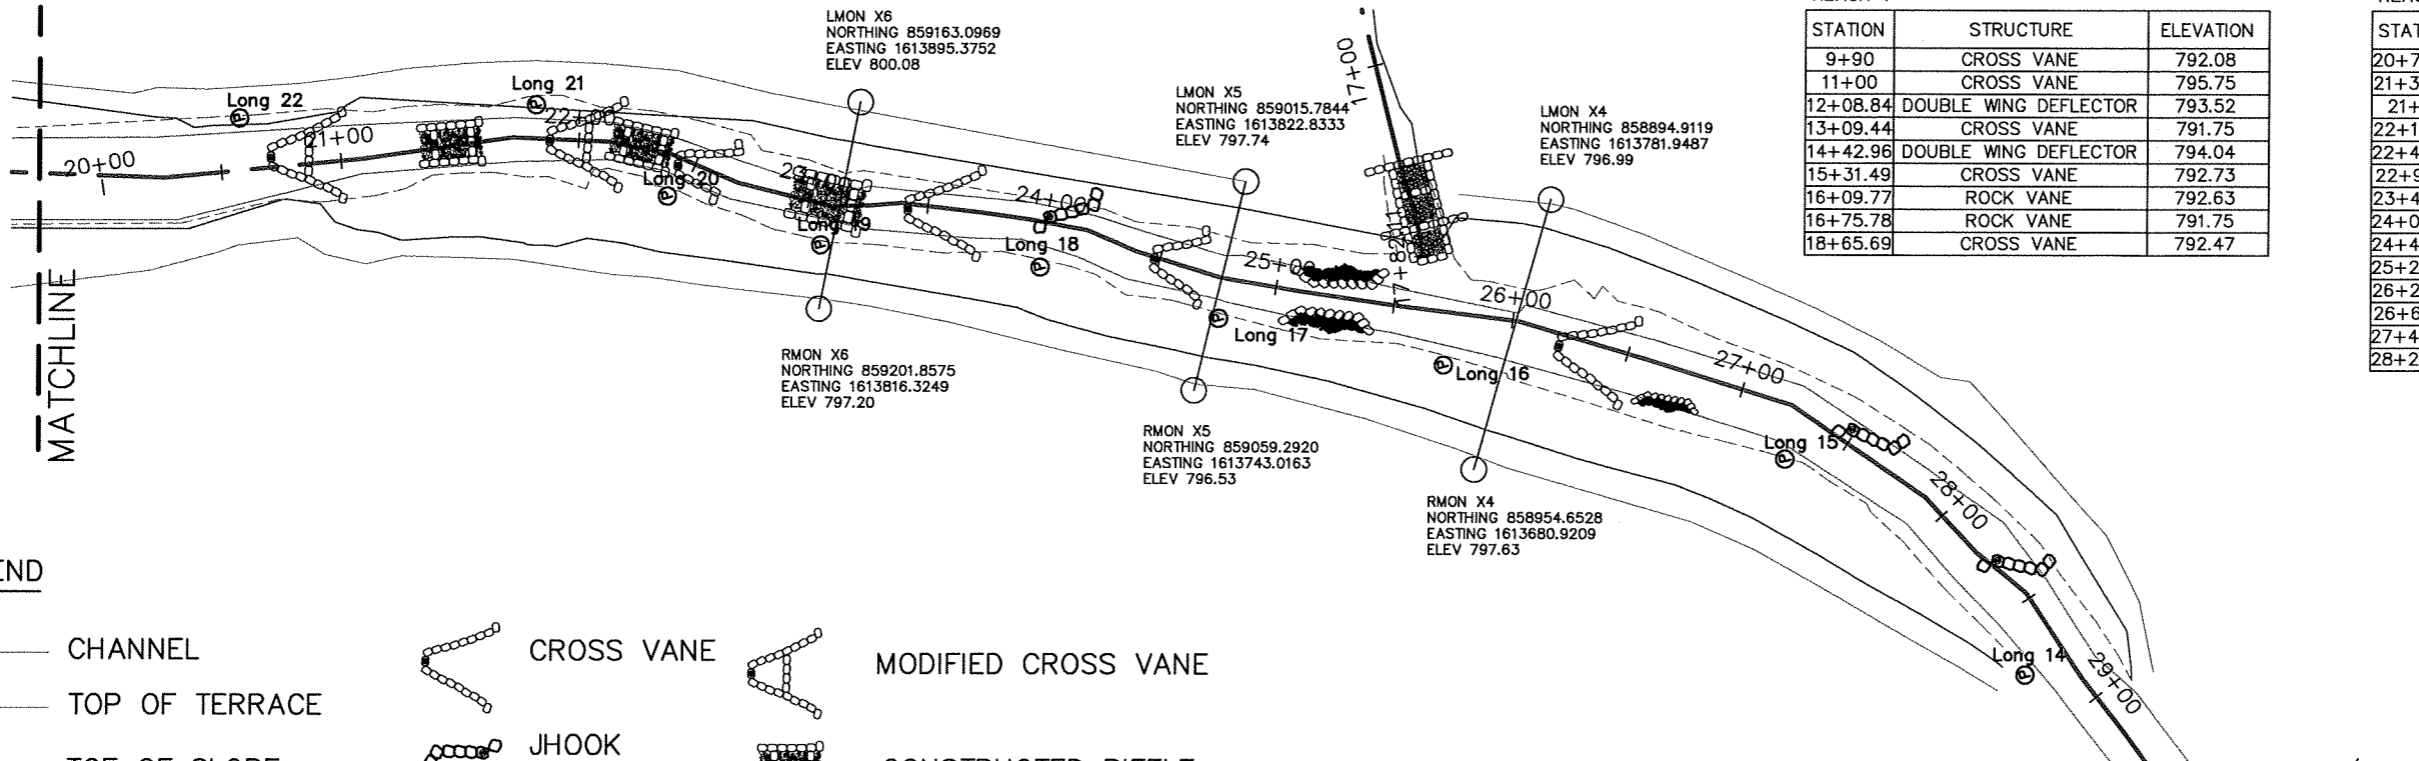 LMON X6
NORTHING 859163.0969
EASTING 1613895.3752
ELEV 800.08
LMON X5
NORTHING 859015.7844
EASTING 1613822.8333
ELEV 797.74
LMON X4
NORTHING 858894.9119
EASTING 1613781.9487
ELEV 796.99
17+00
STATION STRUCTURE ELEVATION
9+90 CROSS VANE 792.08
11+00 CROSS VANE 795.75
12+08.84 DOUBLE WING DEFLECTOR 793.52
13+09.44 CROSS VANE 791.75
14+42.96 DOUBLE WING DEFLECTOR 794.04
15+31.49 CROSS VANE 792.73
16+09.77 ROCK VANE 792.63
16+75.78 ROCK VANE 791.75
18+65.69 CROSS VANE 792.47
Long 22
Long 21
20+00
21+00
Long 20
Long 19
24+00
Long 18
25+00
Long 17
26+00
Long 16
27+00
Long 15
28+00
Long 14
29+00
P
P
P
P
P
P
P
P
P
MATCHLINE
RMON X6
NORTHING 859201.8575
EASTING 1613816.3249
ELEV 797.20
RMON X5
NORTHING 859059.2920
EASTING 1613743.0163
ELEV 796.53
RMON X4
NORTHING 858954.6528
EASTING 1613680.9209
ELEV 797.63
CHANNEL
TOP OF TERRACE
CROSS VANE
JHOOK
MODIFIED CROSS VANE